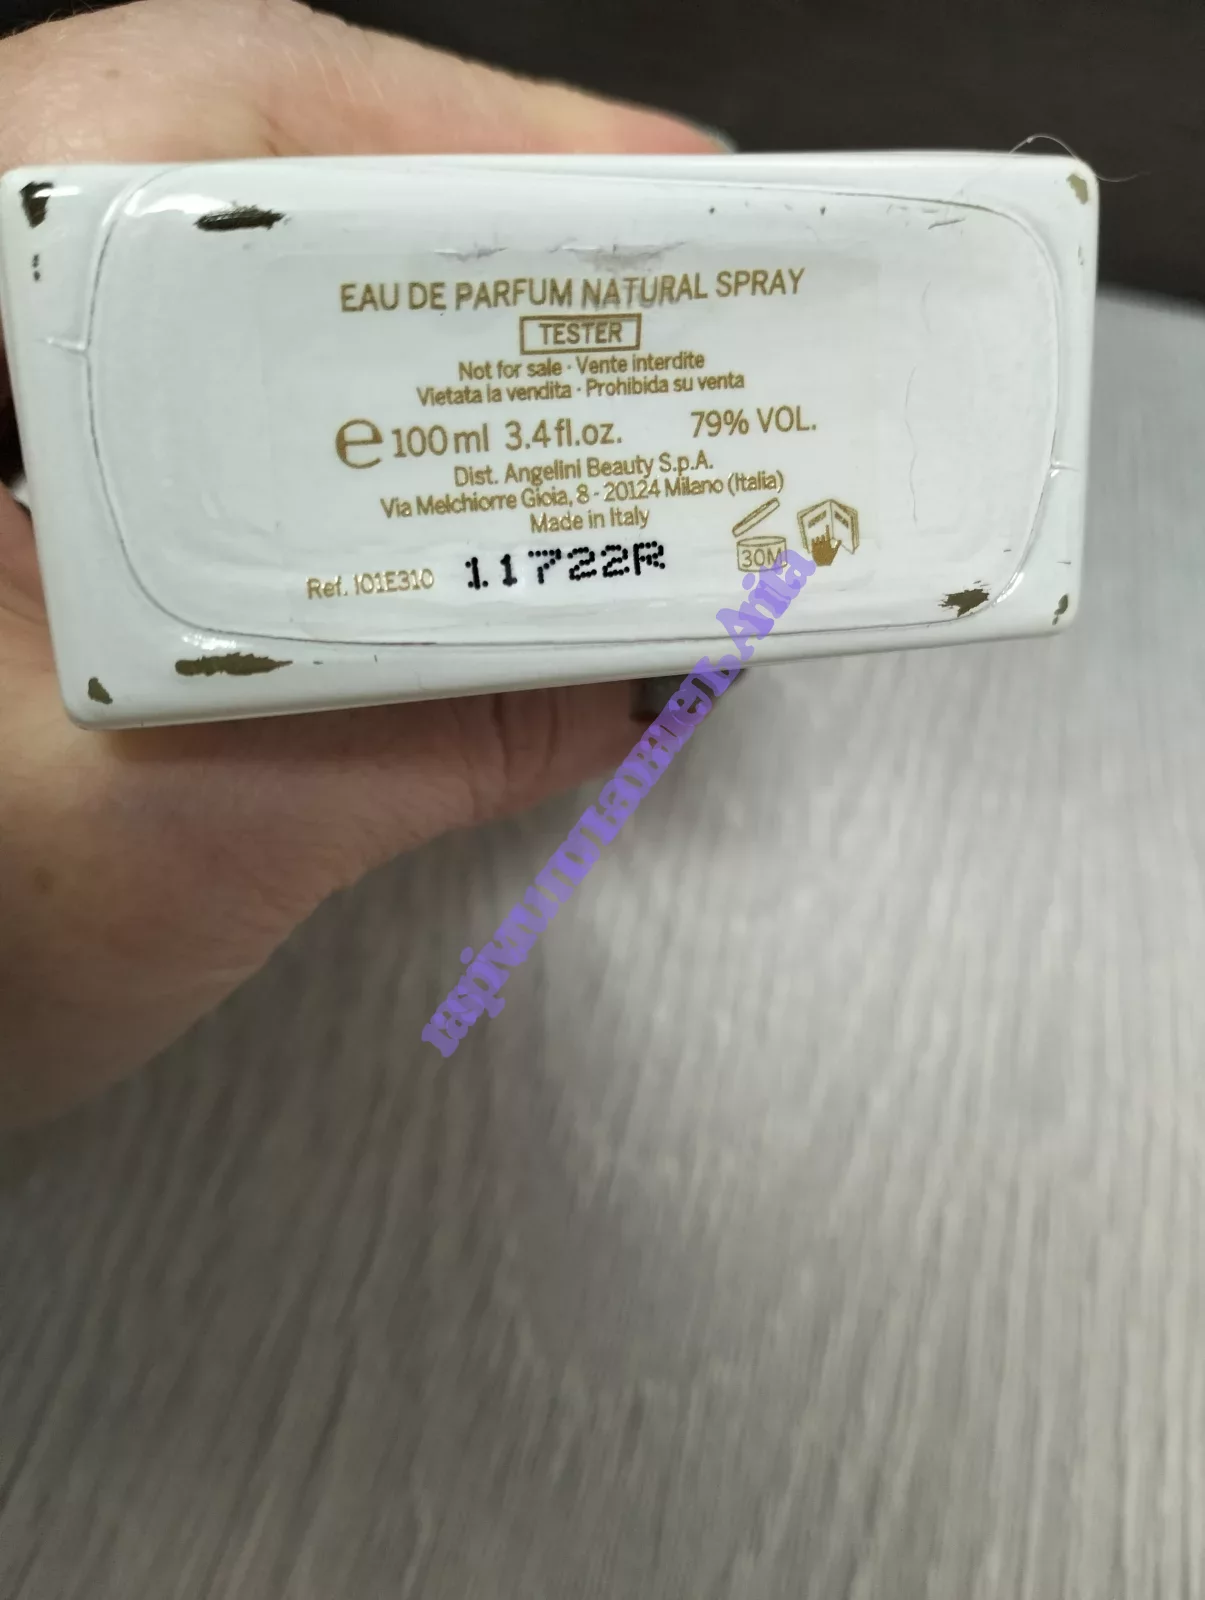 EAU DE PARFUM NATURAL SPRAY
TESTER
Not for sale · Vente interdite
Vietata la vendita · Prohibida su venta
e 100 ml 3.4 fl.oz. 79% VOL.
Dist. Angelini Beauty S.p.A.
Via Melchiorre Gioia, 8 - 20124 Milano (Italia)
Made in Italy
30M
Ref. I01E310 11722R
Anita